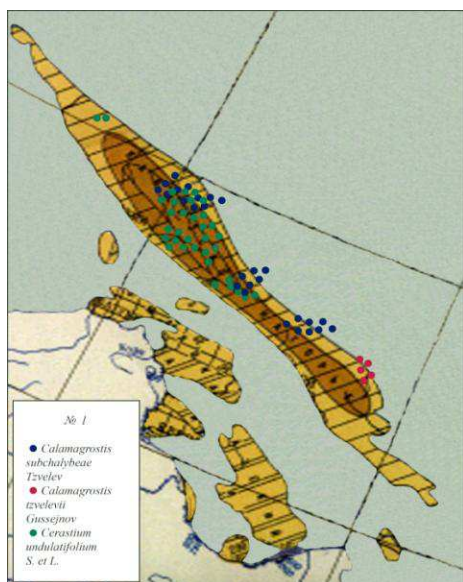 № 1
Calamagrostis
subchalybeae
Tzvelev
Calamagrostis
tzvelevii
Gussejnov
Cerastium
undulatifolium
S. et L.